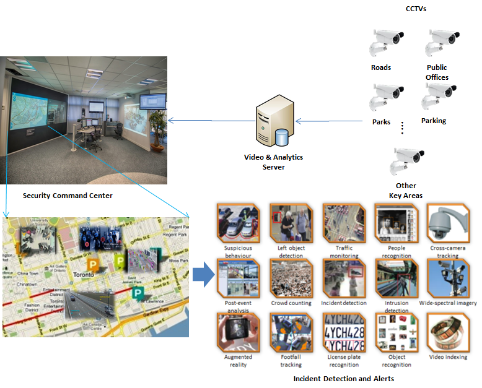 CCTVs
Roads
Public
Offices
Parks
Parking
Video & Analytics
Server
Other
Key Areas
Security Command Center
Suspicious
behaviour
Left object
detection
Traffic
monitoring
People
recognition
Cross-camera
tracking
Toronto
P
P
Post-event
analysis
Crowd counting
Incident detection
Intrusion
detection
Wide-spectral imagery
4YCH428
Augmented
reality
Footfall
tracking
License plate
recognition
Object
recognition
Video indexing
Incident Detection and Alerts